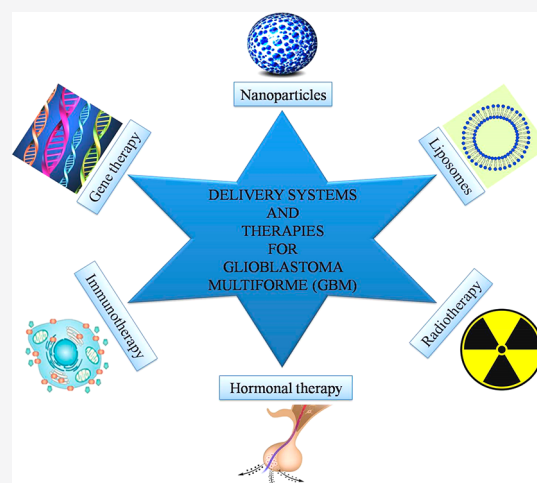 Nanoparticles
Gene therapy
Liposomes
DELIVERY SYSTEMS
AND
THERAPIES
FOR
GLIOBLASTOMA
MULTIFORME (GBM)
Immunotherapy
Radiotherapy
Hormonal therapy